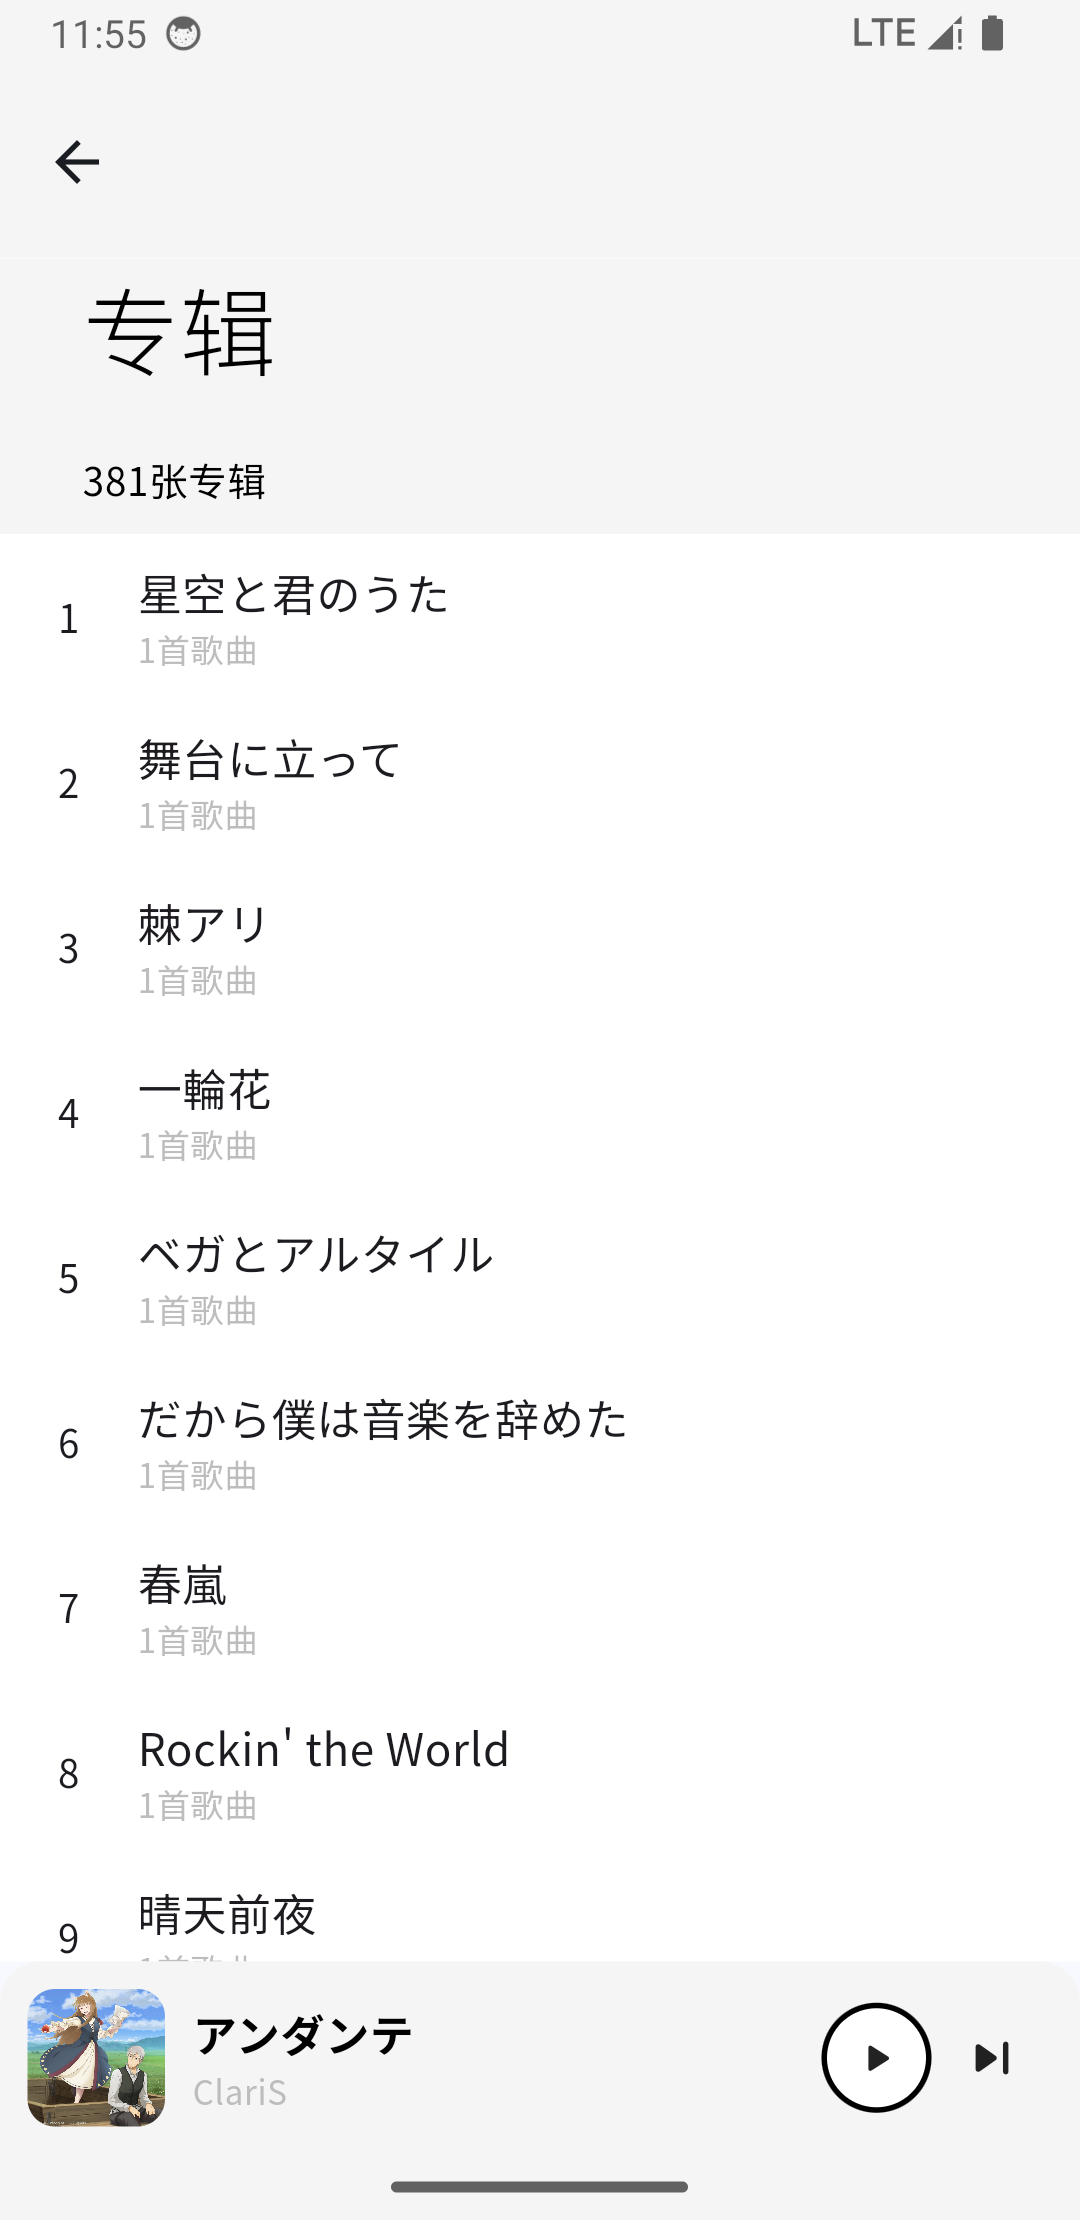 11:55
LTE
专辑
381张专辑
1
星空と君のうた
1首歌曲
2
舞台に立って
1首歌曲
3
棘アリ
1首歌曲
4
一輪花
1首歌曲
5
ベガとアルタイル
1首歌曲
6
だから僕は音楽を辞めた
1首歌曲
7
春嵐
1首歌曲
8
Rockin' the World
1首歌曲
9
晴天前夜
アンダンテ
ClariS